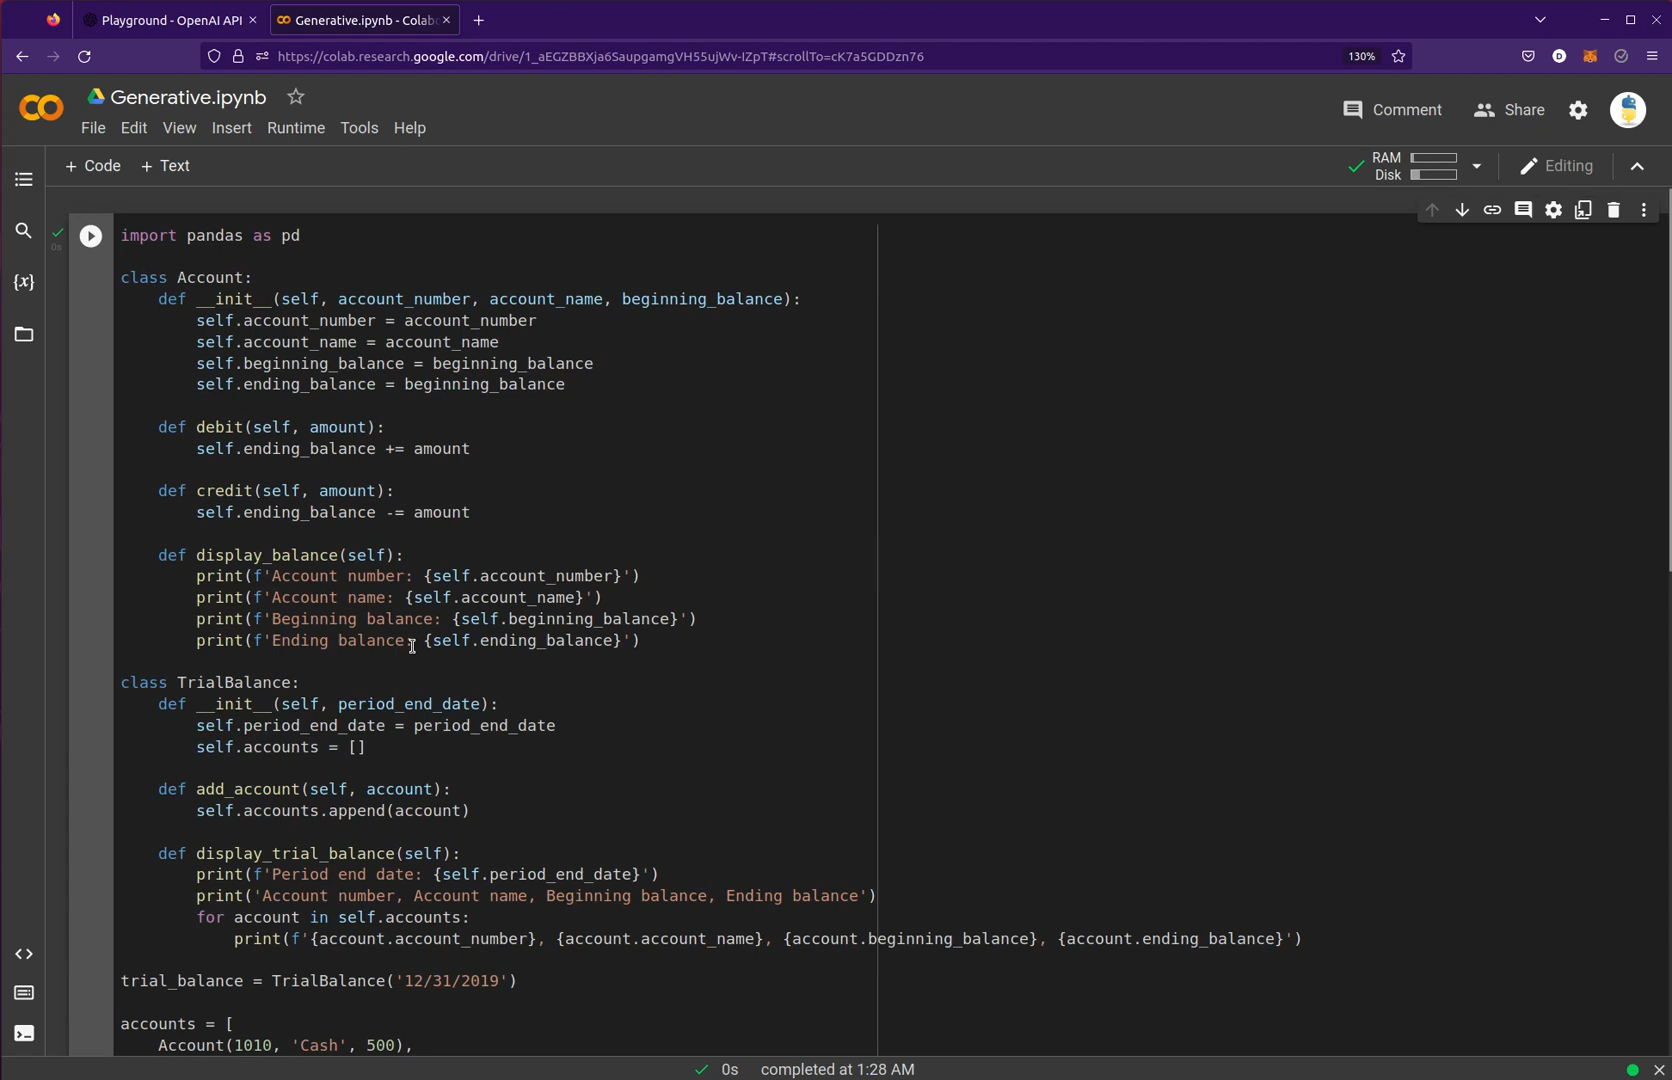 Playground - OpenAI API
Generative.ipynb - Colab
https://colab.research.google.com/drive/1_aEGZBBXja6SaupgamgVH55ujWv-IZpT#scrollTo=cK7a5GDDzn76
130%
Generative.ipynb
Comment
Share
File Edit View Insert Runtime Tools Help
+ Code + Text
RAM
Disk
Editing
0s
import pandas as pd
class Account:
    def __init__(self, account_number, account_name, beginning_balance):
        self.account_number = account_number
        self.account_name = account_name
        self.beginning_balance = beginning_balance
        self.ending_balance = beginning_balance
    def debit(self, amount):
        self.ending_balance += amount
    def credit(self, amount):
        self.ending_balance -= amount
    def display_balance(self):
        print(f'Account number: {self.account_number}')
        print(f'Account name: {self.account_name}')
        print(f'Beginning balance: {self.beginning_balance}')
        print(f'Ending balance: {self.ending_balance}')
class TrialBalance:
    def __init__(self, period_end_date):
        self.period_end_date = period_end_date
        self.accounts = []
    def add_account(self, account):
        self.accounts.append(account)
    def display_trial_balance(self):
        print(f'Period end date: {self.period_end_date}')
        print('Account number, Account name, Beginning balance, Ending balance')
        for account in self.accounts:
            print(f'{account.account_number}, {account.account_name}, {account.beginning_balance}, {account.ending_balance}')
trial_balance = TrialBalance('12/31/2019')
accounts = [
    Account(1010, 'Cash', 500),
0s completed at 1:28 AM